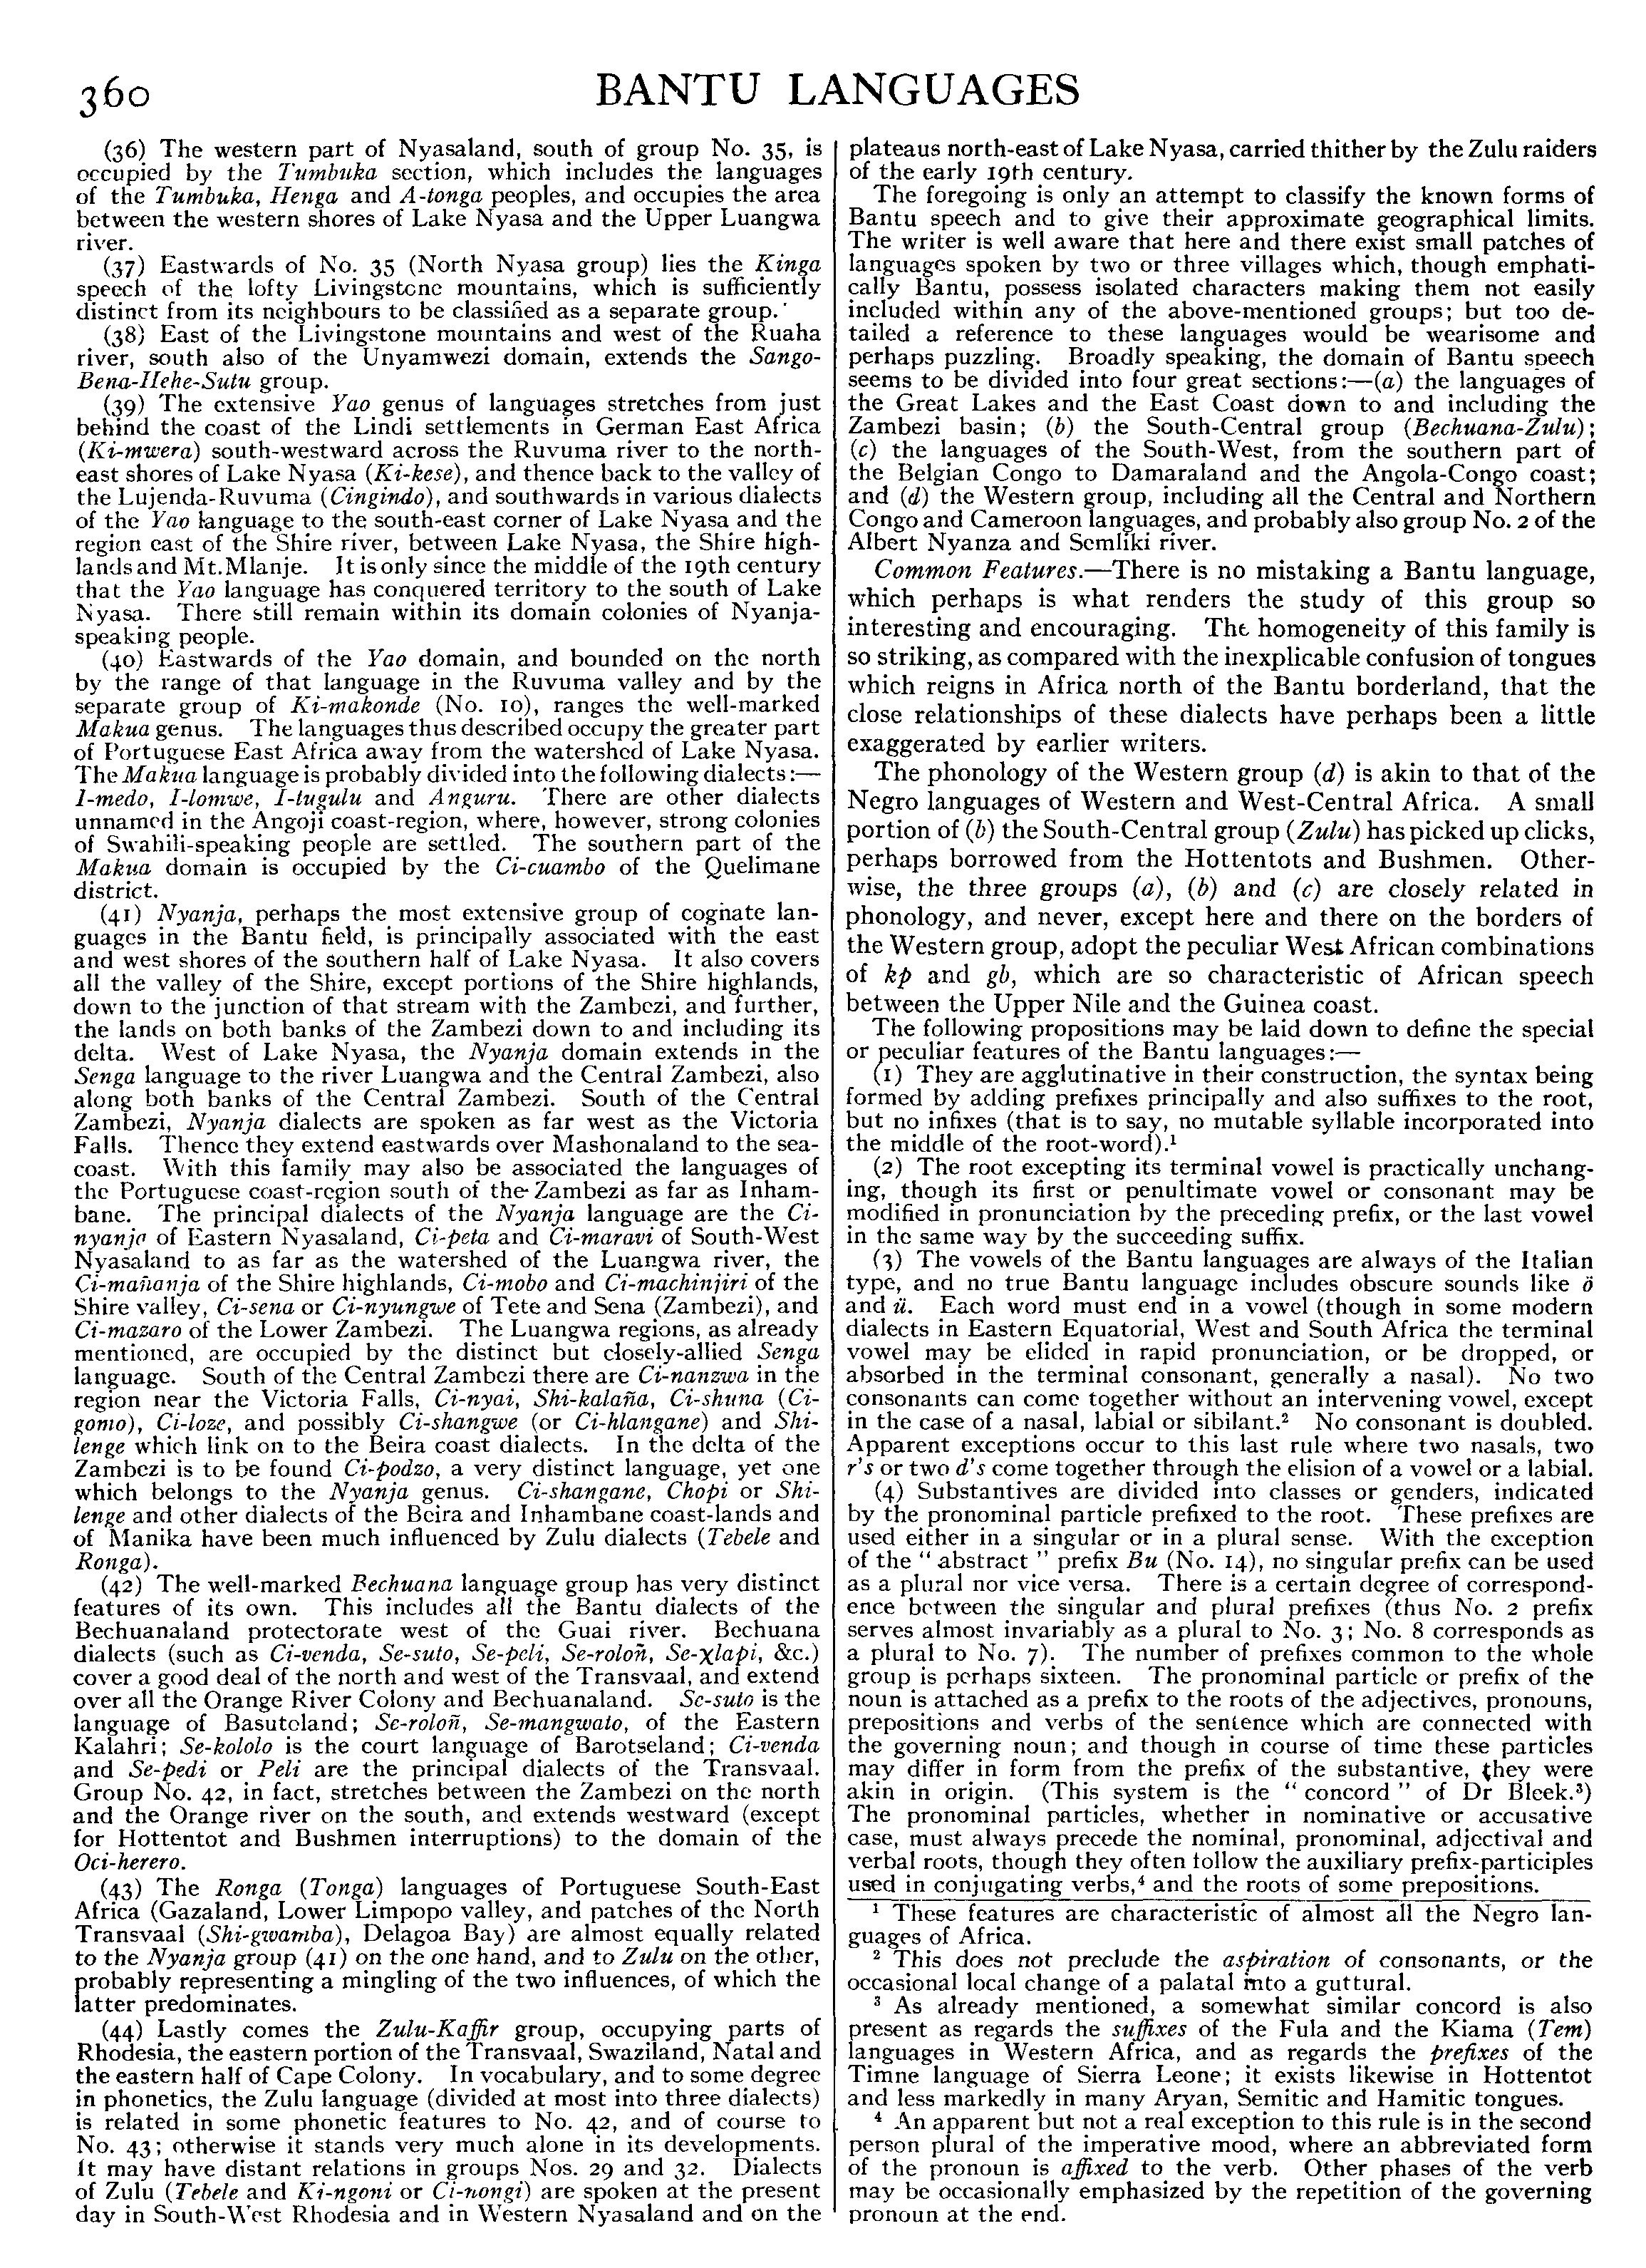 360
BANTU LANGUAGES
(36) The western part of Nyasaland, south of group No. 35, is
occupied by the Tumbuka section, which includes the languages
of the Tumbuka, Henga and A-tonga peoples, and occupies the area
between the western shores of Lake Nyasa and the Upper Luangwa
river.
(37) Eastwards of No. 35 (North Nyasa group) lies the Kinga
speech of the lofty Livingstone mountains, which is sufficiently
distinct from its neighbours to be classified as a separate group.
(38) East of the Livingstone mountains and west of the Ruaha
river, south also of the Unyamwezi domain, extends the Sango-
Bena-Hehe-Sutu group.
(39) The extensive Yao genus of languages stretches from just
behind the coast of the Lindi settlements in German East Africa
(Ki-mwera) south-westward across the Ruvuma river to the north-
east shores of Lake Nyasa (Ki-kese), and thence back to the valley of
the Lujenda-Ruvuma (Cingindo), and southwards in various dialects
of the Yao language to the south-east corner of Lake Nyasa and the
region east of the Shire river, between Lake Nyasa, the Shire high-
lands and Mt. Mlanje. It is only since the middle of the 19th century
that the Yao language has conquered territory to the south of Lake
Nyasa. There still remain within its domain colonies of Nyanja-
speaking people.
(40) Eastwards of the Yao domain, and bounded on the north
by the range of that language in the Ruvuma valley and by the
separate group of Ki-makonde (No. 10), ranges the well-marked
Makua genus. The languages thus described occupy the greater part
of Portuguese East Africa away from the watershed of Lake Nyasa.
The Makua language is probably divided into the following dialects:—
I-medo, I-lomwe, I-tugulu and Anguru. There are other dialects
unnamed in the Angoji coast-region, where, however, strong colonies
of Swahili-speaking people are settled. The southern part of the
Makua domain is occupied by the Ci-cuambo of the Quelimane
district.
(41) Nyanja, perhaps the most extensive group of cognate lan-
guages in the Bantu field, is principally associated with the east
and west shores of the southern half of Lake Nyasa. It also covers
all the valley of the Shire, except portions of the Shire highlands,
down to the junction of that stream with the Zambezi, and further,
the lands on both banks of the Zambezi down to and including its
delta. West of Lake Nyasa, the Nyanja domain extends in the
Senga language to the river Luangwa and the Central Zambezi, also
along both banks of the Central Zambezi. South of the Central
Zambezi, Nyanja dialects are spoken as far west as the Victoria
Falls. Thence they extend eastwards over Mashonaland to the sea-
coast. With this family may also be associated the languages of
the Portuguese coast-region south of the Zambezi as far as Inham-
bane. The principal dialects of the Nyanja language are the Ci-
nyanja of Eastern Nyasaland, Ci-peta and Ci-maravi of South-West
Nyasaland to as far as the watershed of the Luangwa river, the
Ci-mañanja of the Shire highlands, Ci-mobo and Ci-machinjiri of the
Shire valley, Ci-sena or Ci-nyungwe of Tete and Sena (Zambezi), and
Ci-mazaro of the Lower Zambezi. The Luangwa regions, as already
mentioned, are occupied by the distinct but closely-allied Senga
language. South of the Central Zambezi there are Ci-nanzwa in the
region near the Victoria Falls, Ci-nyai, Shi-kalaña, Ci-shuna (Ci-
gomo), Ci-loze, and possibly Ci-shangwe (or Ci-hlangane) and Shi-
lenge which link on to the Beira coast dialects. In the delta of the
Zambezi is to be found Ci-podzo, a very distinct language, yet one
which belongs to the Nyanja genus. Ci-shangane, Chopi or Shi-
lenge and other dialects of the Beira and Inhambane coast-lands and
of Manika have been much influenced by Zulu dialects (Tebele and
Ronga).
(42) The well-marked Bechuana language group has very distinct
features of its own. This includes all the Bantu dialects of the
Bechuanaland protectorate west of the Guai river. Bechuana
dialects (such as Ci-venda, Se-suto, Se-peli, Se-roloñ, Se-χlapi, &c.)
cover a good deal of the north and west of the Transvaal, and extend
over all the Orange River Colony and Bechuanaland. Se-suto is the
language of Basutoland; Se-roloñ, Se-mangwato, of the Eastern
Kalahri; Se-kololo is the court language of Barotseland; Ci-venda
and Se-pedi or Peli are the principal dialects of the Transvaal.
Group No. 42, in fact, stretches between the Zambezi on the north
and the Orange river on the south, and extends westward (except
for Hottentot and Bushmen interruptions) to the domain of the
Oci-herero.
(43) The Ronga (Tonga) languages of Portuguese South-East
Africa (Gazaland, Lower Limpopo valley, and patches of the North
Transvaal (Shi-gwamba), Delagoa Bay) are almost equally related
to the Nyanja group (41) on the one hand, and to Zulu on the other,
probably representing a mingling of the two influences, of which the
latter predominates.
(44) Lastly comes the Zulu-Kaffir group, occupying parts of
Rhodesia, the eastern portion of the Transvaal, Swaziland, Natal and
the eastern half of Cape Colony. In vocabulary, and to some degree
in phonetics, the Zulu language (divided at most into three dialects)
is related in some phonetic features to No. 42, and of course to
No. 43; otherwise it stands very much alone in its developments.
It may have distant relations in groups Nos. 29 and 32. Dialects
of Zulu (Tebele and Ki-ngoni or Ci-nongi) are spoken at the present
day in South-West Rhodesia and in Western Nyasaland and on the
plateaus north-east of Lake Nyasa, carried thither by the Zulu raiders
of the early 19th century.
The foregoing is only an attempt to classify the known forms of
Bantu speech and to give their approximate geographical limits.
The writer is well aware that here and there exist small patches of
languages spoken by two or three villages which, though emphati-
cally Bantu, possess isolated characters making them not easily
included within any of the above-mentioned groups; but too de-
tailed a reference to these languages would be wearisome and
perhaps puzzling. Broadly speaking, the domain of Bantu speech
seems to be divided into four great sections:—(a) the languages of
the Great Lakes and the East Coast down to and including the
Zambezi basin; (b) the South-Central group (Bechuana-Zulu);
(c) the languages of the South-West, from the southern part of
the Belgian Congo to Damaraland and the Angola-Congo coast;
and (d) the Western group, including all the Central and Northern
Congo and Cameroon languages, and probably also group No. 2 of the
Albert Nyanza and Semliki river.
Common Features.—There is no mistaking a Bantu language,
which perhaps is what renders the study of this group so
interesting and encouraging. The homogeneity of this family is
so striking, as compared with the inexplicable confusion of tongues
which reigns in Africa north of the Bantu borderland, that the
close relationships of these dialects have perhaps been a little
exaggerated by earlier writers.
The phonology of the Western group (d) is akin to that of the
Negro languages of Western and West-Central Africa. A small
portion of (b) the South-Central group (Zulu) has picked up clicks,
perhaps borrowed from the Hottentots and Bushmen. Other-
wise, the three groups (a), (b) and (c) are closely related in
phonology, and never, except here and there on the borders of
the Western group, adopt the peculiar West African combinations
of kp and gb, which are so characteristic of African speech
between the Upper Nile and the Guinea coast.
The following propositions may be laid down to define the special
or peculiar features of the Bantu languages:—
(1) They are agglutinative in their construction, the syntax being
formed by adding prefixes principally and also suffixes to the root,
but no infixes (that is to say, no mutable syllable incorporated into
the middle of the root-word).¹
(2) The root excepting its terminal vowel is practically unchang-
ing, though its first or penultimate vowel or consonant may be
modified in pronunciation by the preceding prefix, or the last vowel
in the same way by the succeeding suffix.
(3) The vowels of the Bantu languages are always of the Italian
type, and no true Bantu language includes obscure sounds like ö
and ü. Each word must end in a vowel (though in some modern
dialects in Eastern Equatorial, West and South Africa the terminal
vowel may be elided in rapid pronunciation, or be dropped, or
absorbed in the terminal consonant, generally a nasal). No two
consonants can come together without an intervening vowel, except
in the case of a nasal, labial or sibilant.² No consonant is doubled.
Apparent exceptions occur to this last rule where two nasals, two
r's or two d's come together through the elision of a vowel or a labial.
(4) Substantives are divided into classes or genders, indicated
by the pronominal particle prefixed to the root. These prefixes are
used either in a singular or in a plural sense. With the exception
of the "abstract" prefix Bu (No. 14), no singular prefix can be used
as a plural nor vice versa. There is a certain degree of correspond-
ence between the singular and plural prefixes (thus No. 2 prefix
serves almost invariably as a plural to No. 3; No. 8 corresponds as
a plural to No. 7). The number of prefixes common to the whole
group is perhaps sixteen. The pronominal particle or prefix of the
noun is attached as a prefix to the roots of the adjectives, pronouns,
prepositions and verbs of the sentence which are connected with
the governing noun; and though in course of time these particles
may differ in form from the prefix of the substantive, they were
akin in origin. (This system is the "concord" of Dr Bleek.³)
The pronominal particles, whether in nominative or accusative
case, must always precede the nominal, pronominal, adjectival and
verbal roots, though they often follow the auxiliary prefix-participles
used in conjugating verbs,⁴ and the roots of some prepositions.
¹ These features are characteristic of almost all the Negro lan-
guages of Africa.
² This does not preclude the aspiration of consonants, or the
occasional local change of a palatal into a guttural.
³ As already mentioned, a somewhat similar concord is also
present as regards the suffixes of the Fula and the Kiama (Tem)
languages in Western Africa, and as regards the prefixes of the
Timne language of Sierra Leone; it exists likewise in Hottentot
and less markedly in many Aryan, Semitic and Hamitic tongues.
⁴ An apparent but not a real exception to this rule is in the second
person plural of the imperative mood, where an abbreviated form
of the pronoun is affixed to the verb. Other phases of the verb
may be occasionally emphasized by the repetition of the governing
pronoun at the end.